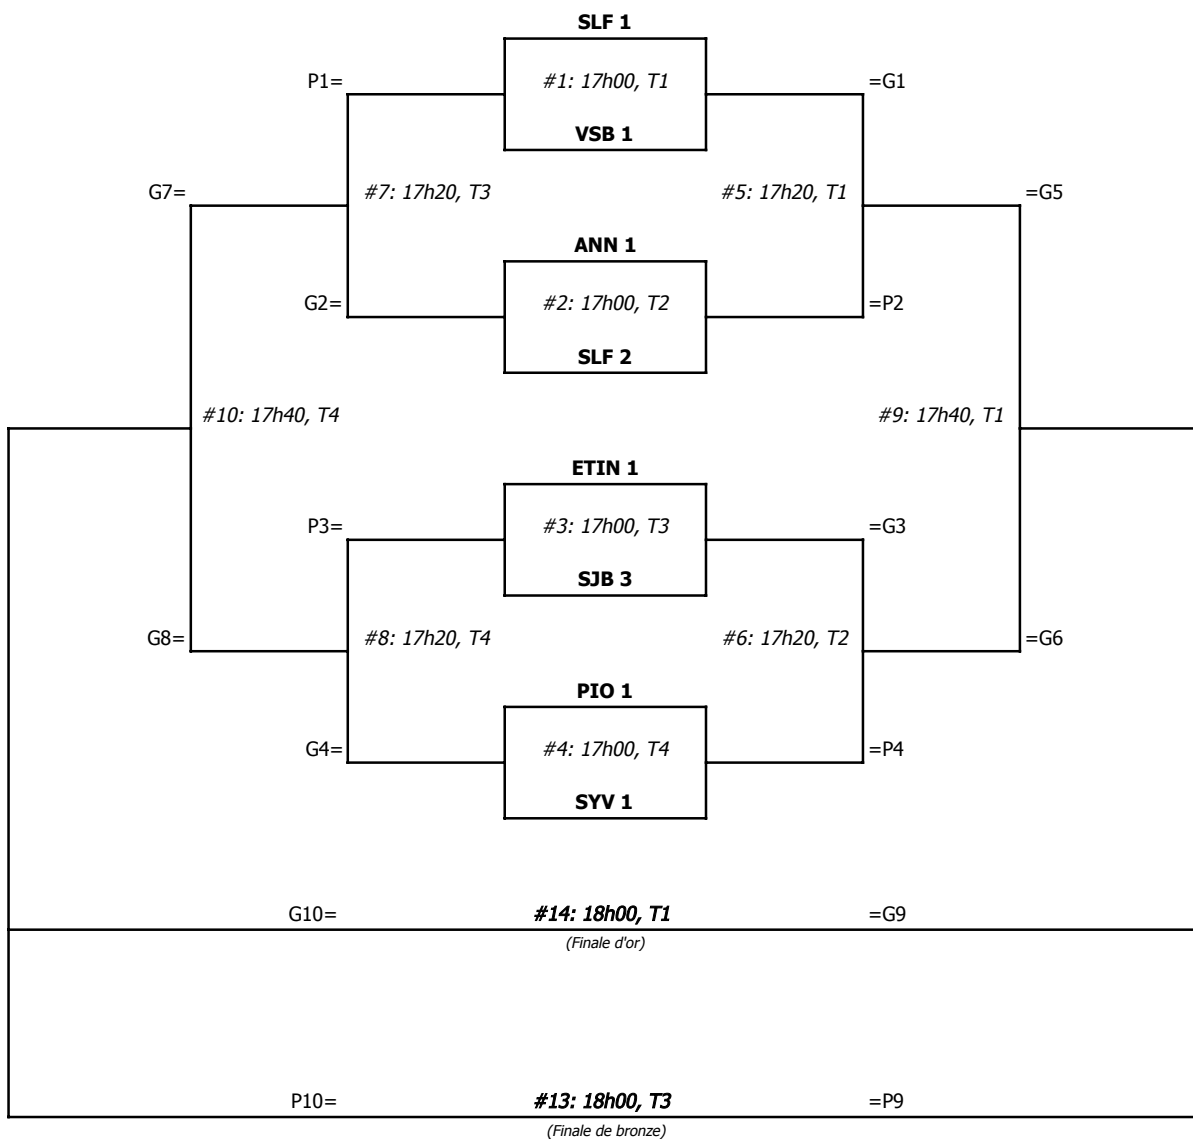 SLF 1
P1= #1: 17h00, T1 =G1
VSB 1
G7= #7: 17h20, T3 #5: 17h20, T1 =G5
ANN 1
G2= #2: 17h00, T2 =P2
SLF 2
#10: 17h40, T4 #9: 17h40, T1
ETIN 1
P3= #3: 17h00, T3 =G3
SJB 3
G8= #8: 17h20, T4 #6: 17h20, T2 =G6
PIO 1
G4= #4: 17h00, T4 =P4
SYV 1
G10= #14: 18h00, T1 =G9
(Finale d'or)
P10= #13: 18h00, T3 =P9
(Finale de bronze)